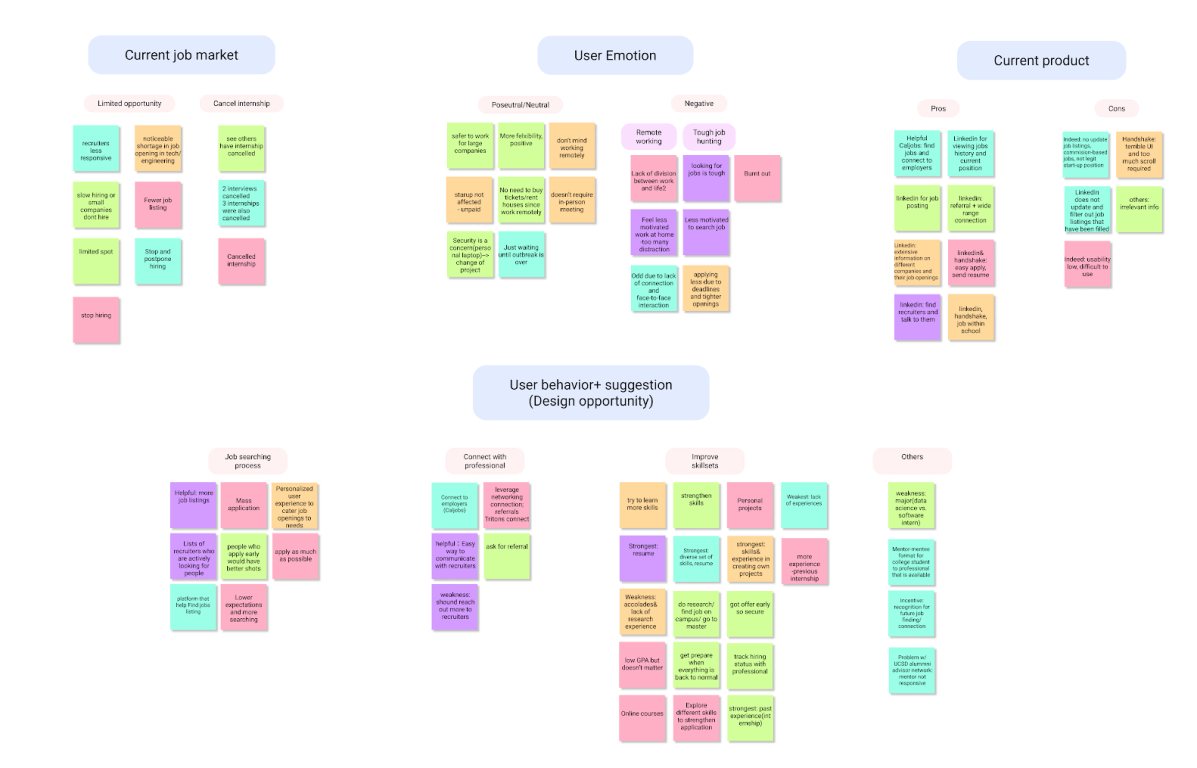 Current job market
Limited opportunity
Cancel internship
recruiters
less
responsive
noticeable
shortage in job
opening in tech/
engineering
see others
have internship
cancelled
slow hiring or
small
companies
dont hire
Fewer job
listing
2 interviews
cancelled
3 internships
were also
cancelled
limited spot
Stop and
postpone
hiring
Cancelled
internship
stop hiring
User Emotion
Poseutral/Neutral
Negative
safer to work
for large
companies
More felxibility,
positive
don't mind
working
remotely
starup not
affected
-unpaid
No need to buy
tickets/rent
houses since
work remotely
doesn't require
in-person
meeting
Security is a
concern(perso
nal laptop)-->
change of
project
Just waiting
until outbreak is
over
Remote
working
Tough job
hunting
Lack of division
between work
and life2
looking for
jobs is tough
Burnt out
Feel less
motivated
work at home
-too many
distraction
Less motivated
to search job
Odd due to lack
of connection
and
face-to-face
interaction
applying
less due to
deadlines and
tighter
openings
Current product
Pros
Cons
Helpful
Caljobs: find
jobs and
connect to
employers
Linkedin for
viewing jobs
history and
current
position
linkedin for job
posting
linkedin:
referral + wide
range
connection
Linkedin:
extensive
information on
different
companies and
their job openings
linkedin&
handshake:
easy apply,
send resume
linkedin: find
recruiters and
talk to them
linkedin,
handshake,
job within
school
Indeed: no update
job listings,
commision-based
jobs, not legit
start-up position
Handshake:
terrible UI
and too
much scroll
required
Linkedin
does not
update and
filter out job
listings that
have been filled
others:
irrelevant info
Indeed: usability
low, difficult to
use
User behavior+ suggestion
(Design opportunity)
Job searching
process
Helpful: more
job listings
Mass
application
Personalized
user
experience to
cater job
openings to
needs
Lists of
recruiters who
are actively
looking for
people
people who
apply early
would have
better shots
apply as much
as possible
platform that
help Find jobs
listing
Lower
expectations
and more
searching
Connect with
professional
Connect to
employers
(Caljobs)
leverage
networking
connection;
referrals
Tritons connect
helpful : Easy
way to
communicate
with recruiters
ask for referral
weakness:
shound reach
out more to
recruiters
Improve
skillsets
try to learn
more skills
strengthen
skills
Personal
projects
Weakest: lack of
experiences
Strongest:
resume
Strongest:
diverse set of
skills, resume
strongest:
skills&
experience in
creating own
projects
more
experience
-previous
internship
Weakness:
accolades&
lack of
research
experience
do research/
find job on
campus/ go to
master
got offer early
so secure
low GPA but
doesn't matter
get prepare
when
everything is
back to normal
track hiring
status with
professional
Online courses
Explore
different skills
to strengthen
application
strongest: past
experience(int
ernship)
Others
weakness:
major(data
science vs.
software
intern)
Mentor-mentee
format for
college student
to professional
that is available
Incentive:
recognition for
future job
finding/
connection
Problem w/
UCSD alummni
advisor network:
mentor not
responsive